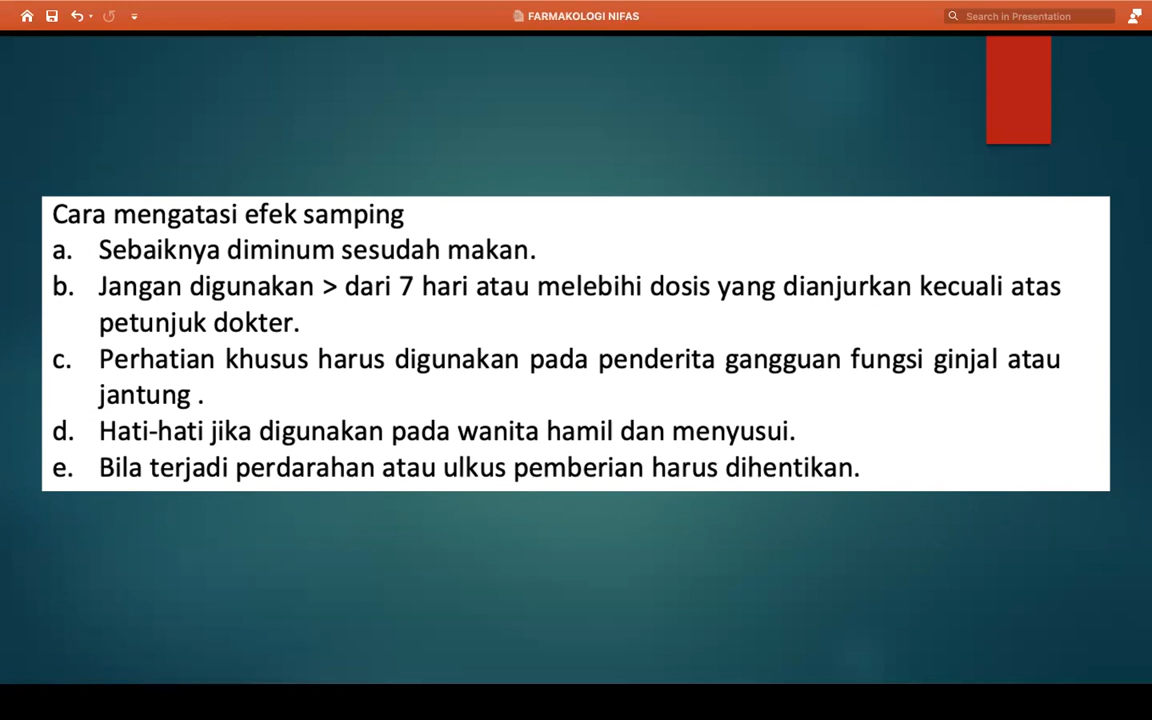 FARMAKOLOGI NIFAS
Search in Presentation
Cara mengatasi efek samping
a. Sebaiknya diminum sesudah makan.
b. Jangan digunakan > dari 7 hari atau melebihi dosis yang dianjurkan kecuali atas
petunjuk dokter.
c. Perhatian khusus harus digunakan pada penderita gangguan fungsi ginjal atau
jantung .
d. Hati-hati jika digunakan pada wanita hamil dan menyusui.
e. Bila terjadi perdarahan atau ulkus pemberian harus dihentikan.